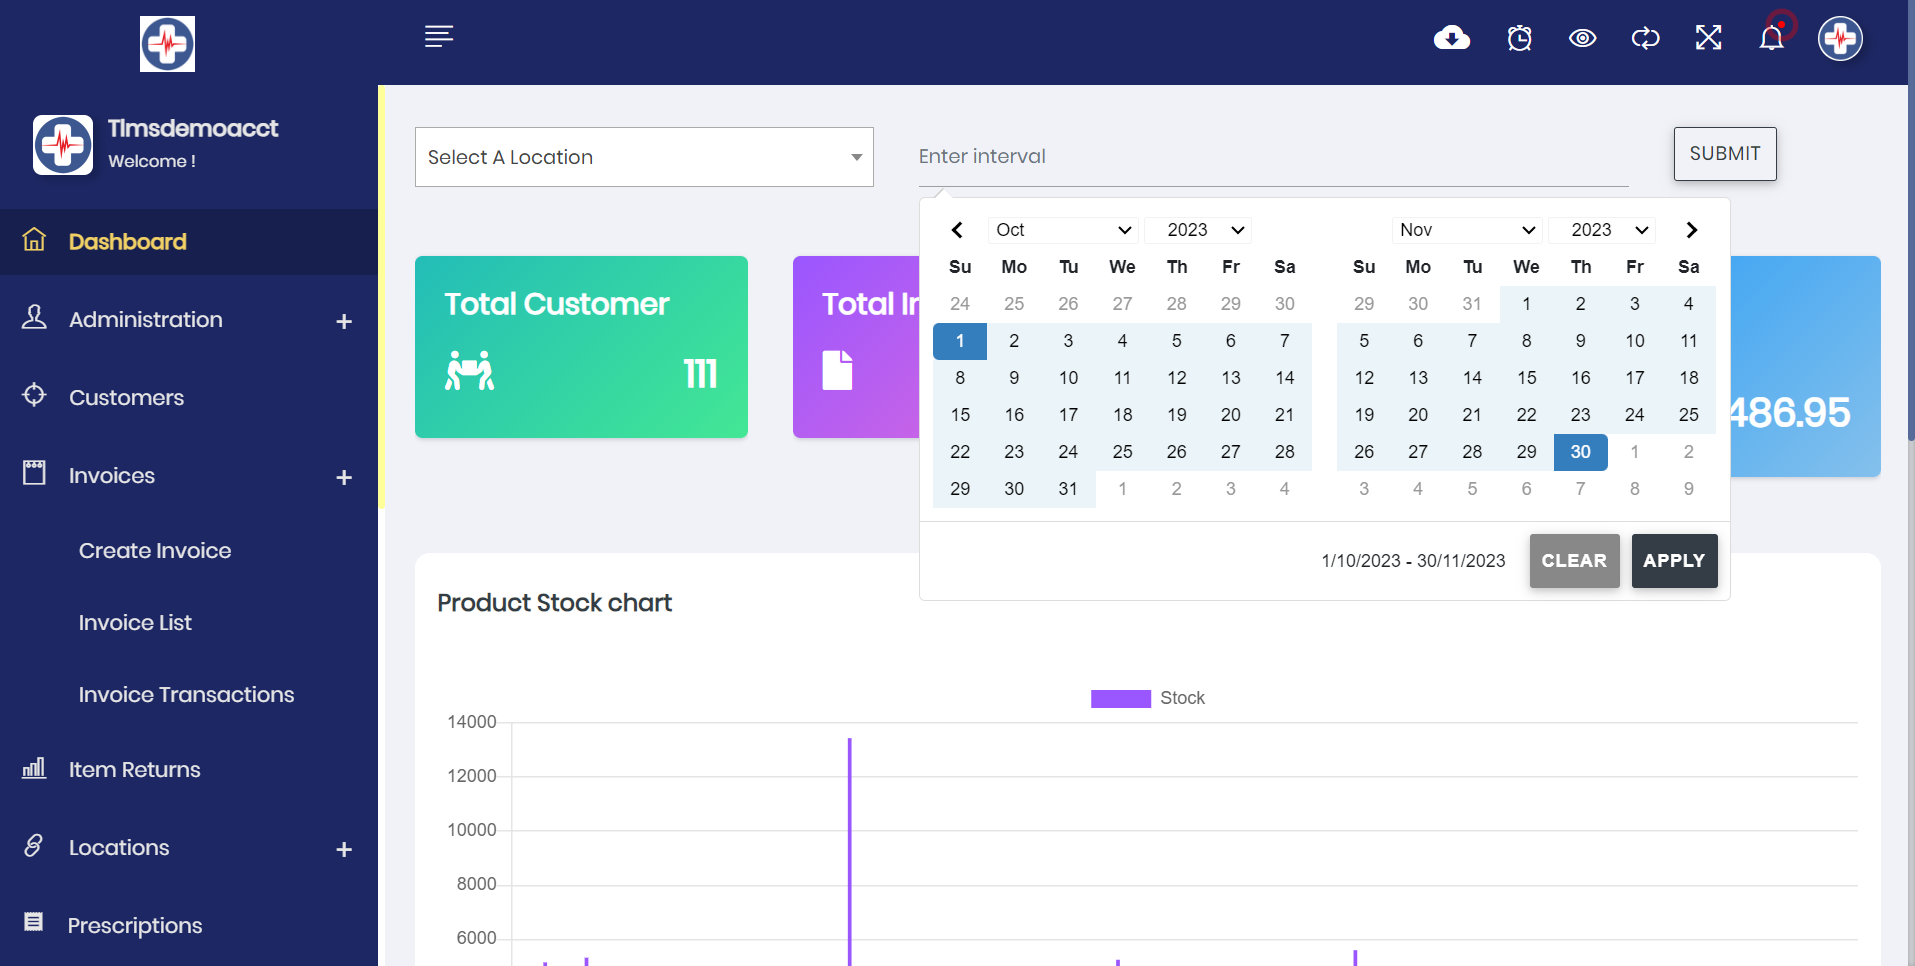 Tlmsdemoacct
Welcome !
Dashboard
Administration +
Customers
Invoices +
Create Invoice
Invoice List
Invoice Transactions
Item Returns
Locations +
Prescriptions
Select A Location
Enter interval
SUBMIT
Total Customer
111
Total In
486.95
Oct 2023
Su Mo Tu We Th Fr Sa
24 25 26 27 28 29 30
1 2 3 4 5 6 7
8 9 10 11 12 13 14
15 16 17 18 19 20 21
22 23 24 25 26 27 28
29 30 31 1 2 3 4
Nov 2023
Su Mo Tu We Th Fr Sa
29 30 31 1 2 3 4
5 6 7 8 9 10 11
12 13 14 15 16 17 18
19 20 21 22 23 24 25
26 27 28 29 30 1 2
3 4 5 6 7 8 9
1/10/2023 - 30/11/2023
CLEAR
APPLY
Product Stock chart
Stock
14000
12000
10000
8000
6000